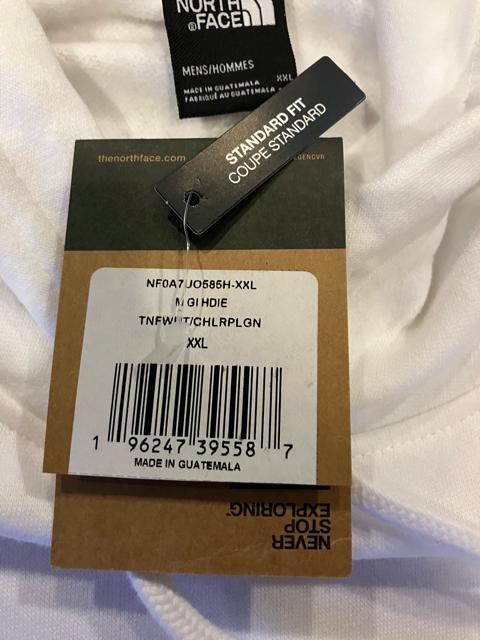 NORTH
FACE
MENS/HOMMES
XXL
MADE IN GUATEMALA
FABRIQUÉ AU GUATEMALA
STANDARD FIT
COUPE STANDARD
thenorthface.com
NF0A7UO585H-XXL
M GI HDIE
TNFWHT/CHLRPLGN
XXL
1 96247 39558 7
MADE IN GUATEMALA
NEVER
STOP
EXPLORING